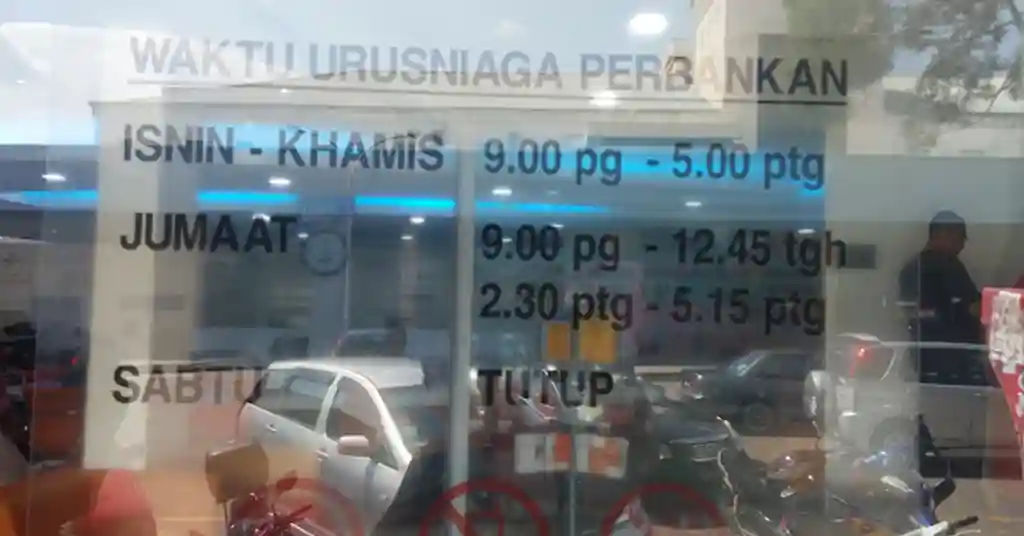 WAKTU URUSNIAGA PERBANKAN
ISNIN - KHAMIS 9.00 pg - 5.00 ptg
JUMAAT 9.00 pg - 12.45 tgh
2.30 ptg - 5.15 ptg
SABTU TUTUP